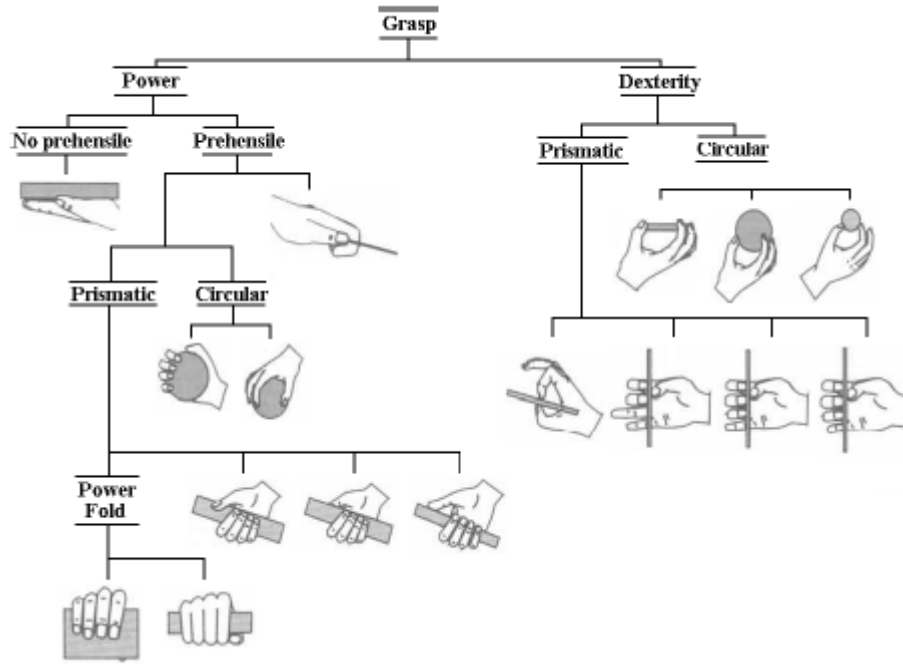 Grasp
Power
Dexterity
No prehensile
Prehensile
Prismatic
Circular
Prismatic
Circular
Power
Fold